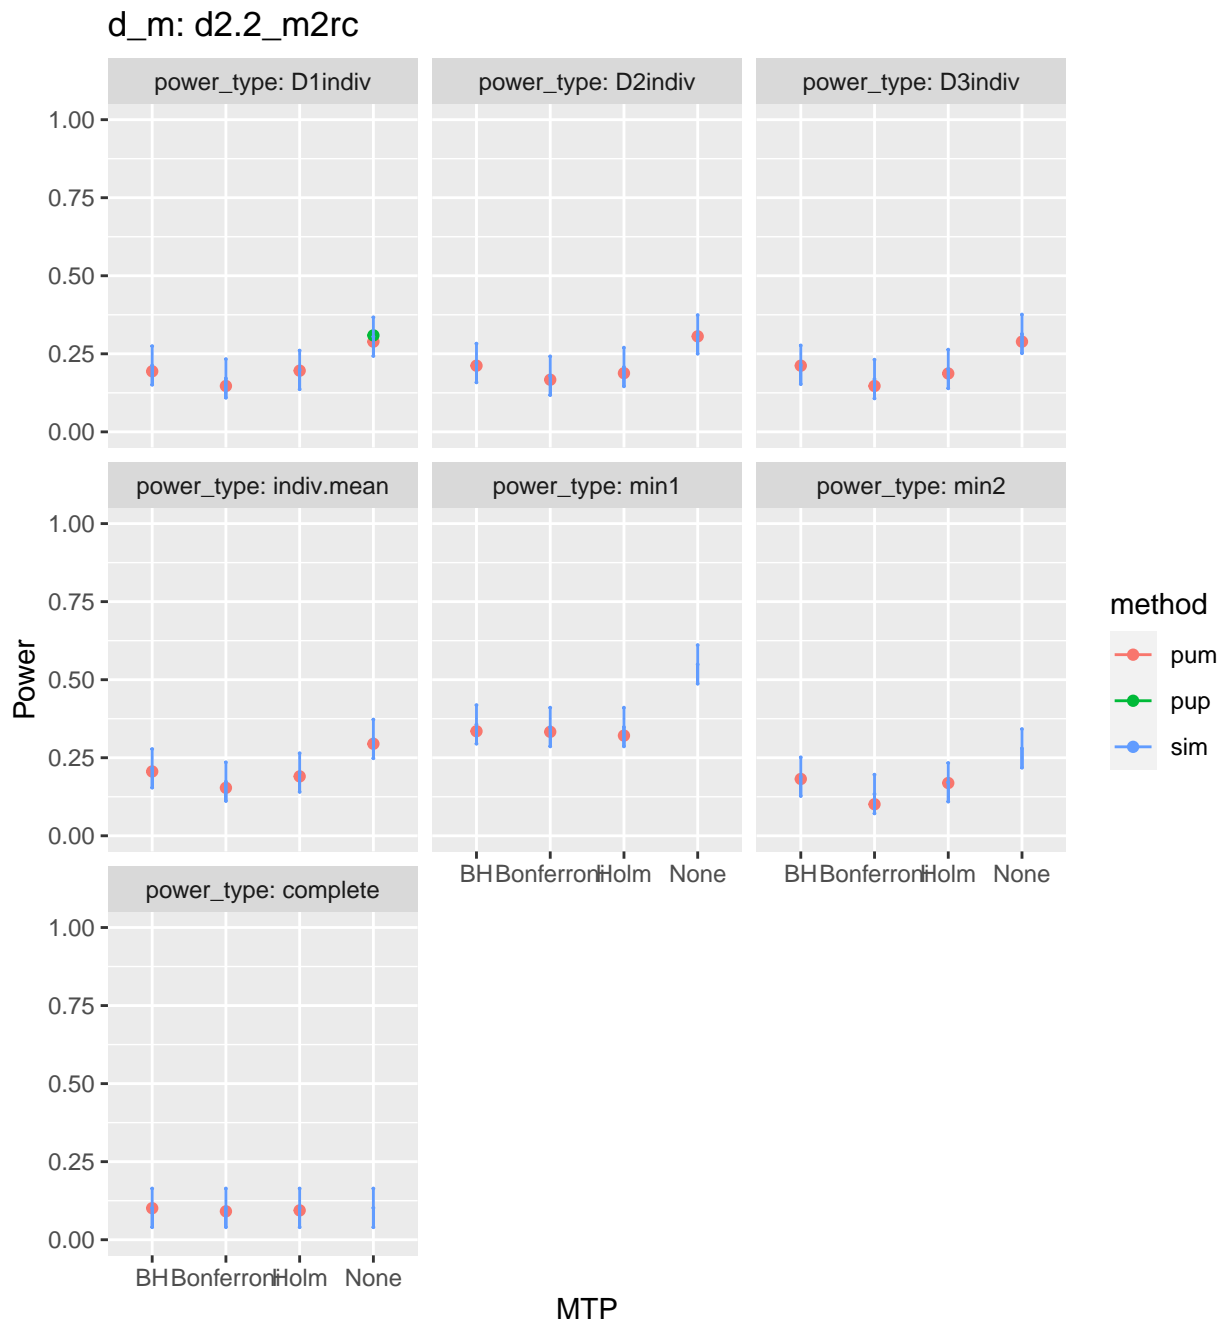 d_m: d2.2_m2rc
power_type: D1indiv
power_type: D2indiv
power_type: D3indiv
1.00
0.75
0.50
0.25
0.00
power_type: indiv.mean
power_type: min1
power_type: min2
1.00
0.75
0.50
0.25
0.00
BH Bonferroni Holm None
BH Bonferroni Holm None
power_type: complete
1.00
0.75
0.50
0.25
0.00
BH Bonferroni Holm None
Power
MTP
method
pum
pup
sim